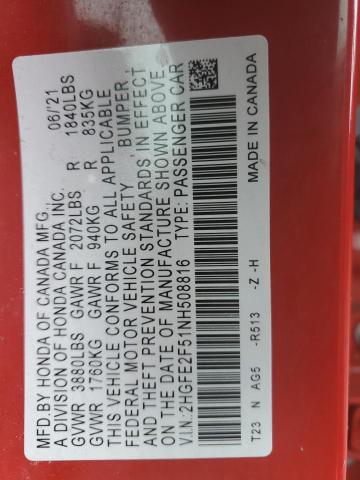 MFD.BY HONDA OF CANADA MFG.,
A DIVISION OF HONDA CANADA INC. 06/'21
GVWR 3880LBS GAWR F 2072LBS R 1840LBS
GVWR 1760KG GAWR F 940KG R 835KG
THIS VEHICLE CONFORMS TO ALL APPLICABLE
FEDERAL MOTOR VEHICLE SAFETY , BUMPER ,
AND THEFT PREVENTION STANDARDS IN EFFECT
ON THE DATE OF MANUFACTURE SHOWN ABOVE
V.I.N.:2HGFE2F51NH508816 TYPE: PASSENGER CAR
T23 N AG5 -R513 -Z -H MADE IN CANADA